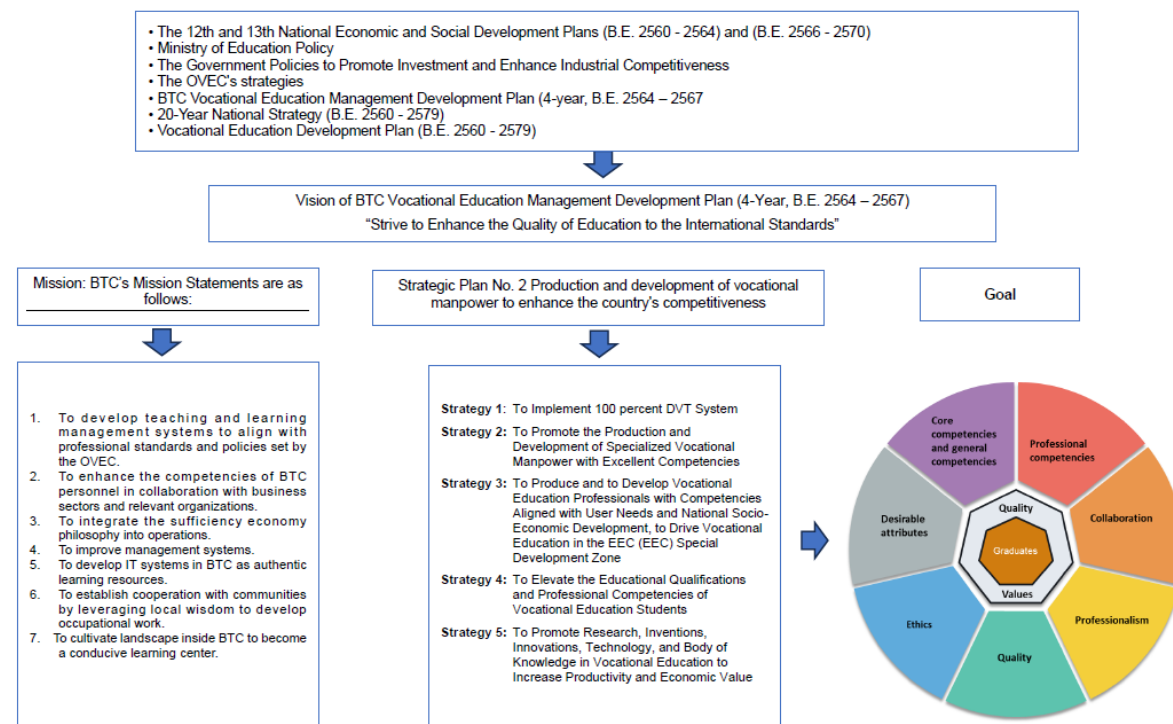 • The 12th and 13th National Economic and Social Development Plans (B.E. 2560 - 2564) and (B.E. 2566 - 2570)
• Ministry of Education Policy
• The Government Policies to Promote Investment and Enhance Industrial Competitiveness
• The OVEC's strategies
• BTC Vocational Education Management Development Plan (4-year, B.E. 2564 – 2567
• 20-Year National Strategy (B.E. 2560 - 2579)
• Vocational Education Development Plan (B.E. 2560 - 2579)
Vision of BTC Vocational Education Management Development Plan (4-Year, B.E. 2564 – 2567)
“Strive to Enhance the Quality of Education to the International Standards”
Mission: BTC's Mission Statements are as
follows:
1. To develop teaching and learning
management systems to align with
professional standards and policies set by
the OVEC.
2. To enhance the competencies of BTC
personnel in collaboration with business
sectors and relevant organizations.
3. To integrate the sufficiency economy
philosophy into operations.
4. To improve management systems.
5. To develop IT systems in BTC as authentic
learning resources.
6. To establish cooperation with communities
by leveraging local wisdom to develop
occupational work.
7. To cultivate landscape inside BTC to become
a conducive learning center.
Strategic Plan No. 2 Production and development of vocational
manpower to enhance the country's competitiveness
Strategy 1: To Implement 100 percent DVT System
Strategy 2: To Promote the Production and
Development of Specialized Vocational
Manpower with Excellent Competencies
Strategy 3: To Produce and to Develop Vocational
Education Professionals with Competencies
Aligned with User Needs and National Socio-
Economic Development, to Drive Vocational
Education in the EEC (EEC) Special
Development Zone
Strategy 4: To Elevate the Educational Qualifications
and Professional Competencies of
Vocational Education Students
Strategy 5: To Promote Research, Inventions,
Innovations, Technology, and Body of
Knowledge in Vocational Education to
Increase Productivity and Economic Value
Goal
Core
competencies
and general
competencies
Professional
competencies
Collaboration
Professionalism
Quality
Ethics
Desirable
attributes
Quality
Graduates
Values